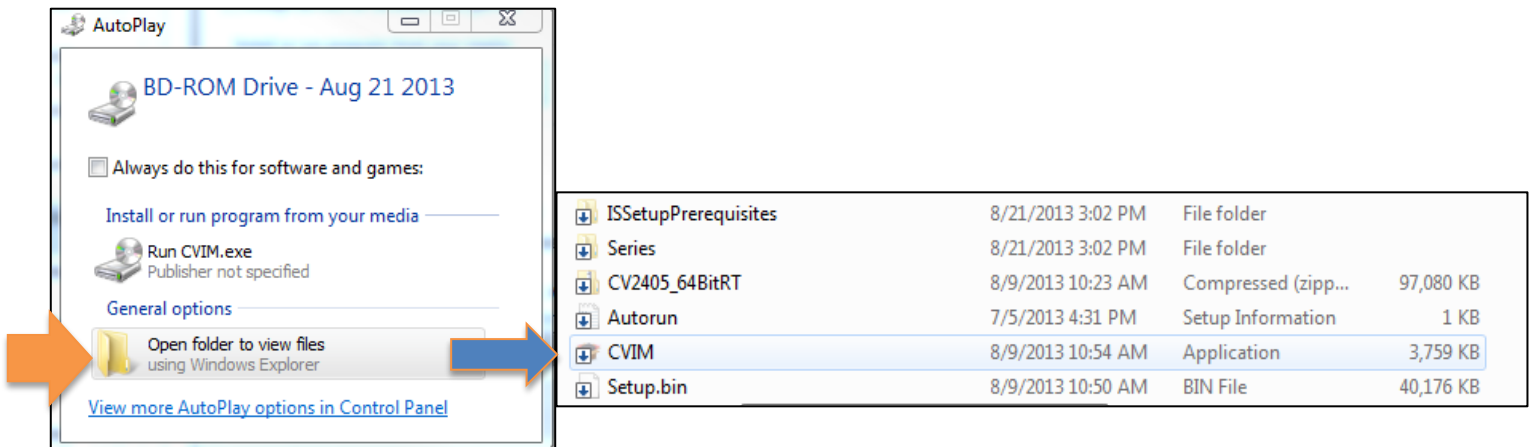 AutoPlay
BD-ROM Drive - Aug 21 2013
Always do this for software and games:
Install or run program from your media
Run CVIM.exe
Publisher not specified
General options
Open folder to view files
using Windows Explorer
View more AutoPlay options in Control Panel
ISSetupPrerequisites 8/21/2013 3:02 PM File folder
Series 8/21/2013 3:02 PM File folder
CV2405_64BitRT 8/9/2013 10:23 AM Compressed (zipp... 97,080 KB
Autorun 7/5/2013 4:31 PM Setup Information 1 KB
CVIM 8/9/2013 10:54 AM Application 3,759 KB
Setup.bin 8/9/2013 10:50 AM BIN File 40,176 KB